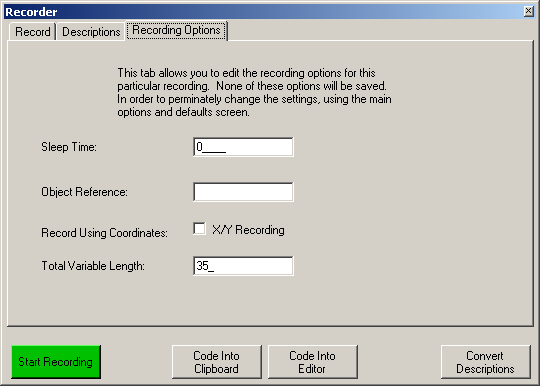 Recorder
Record Descriptions Recording Options
This tab allows you to edit the recording options for this
particular recording. None of these options will be saved.
In order to perminately change the settings, using the main
options and defaults screen.
Sleep Time: 0____
Object Reference:
Record Using Coordinates: X/Y Recording
Total Variable Length: 35_
Start Recording
Code Into
Clipboard
Code Into
Editor
Convert
Descriptions